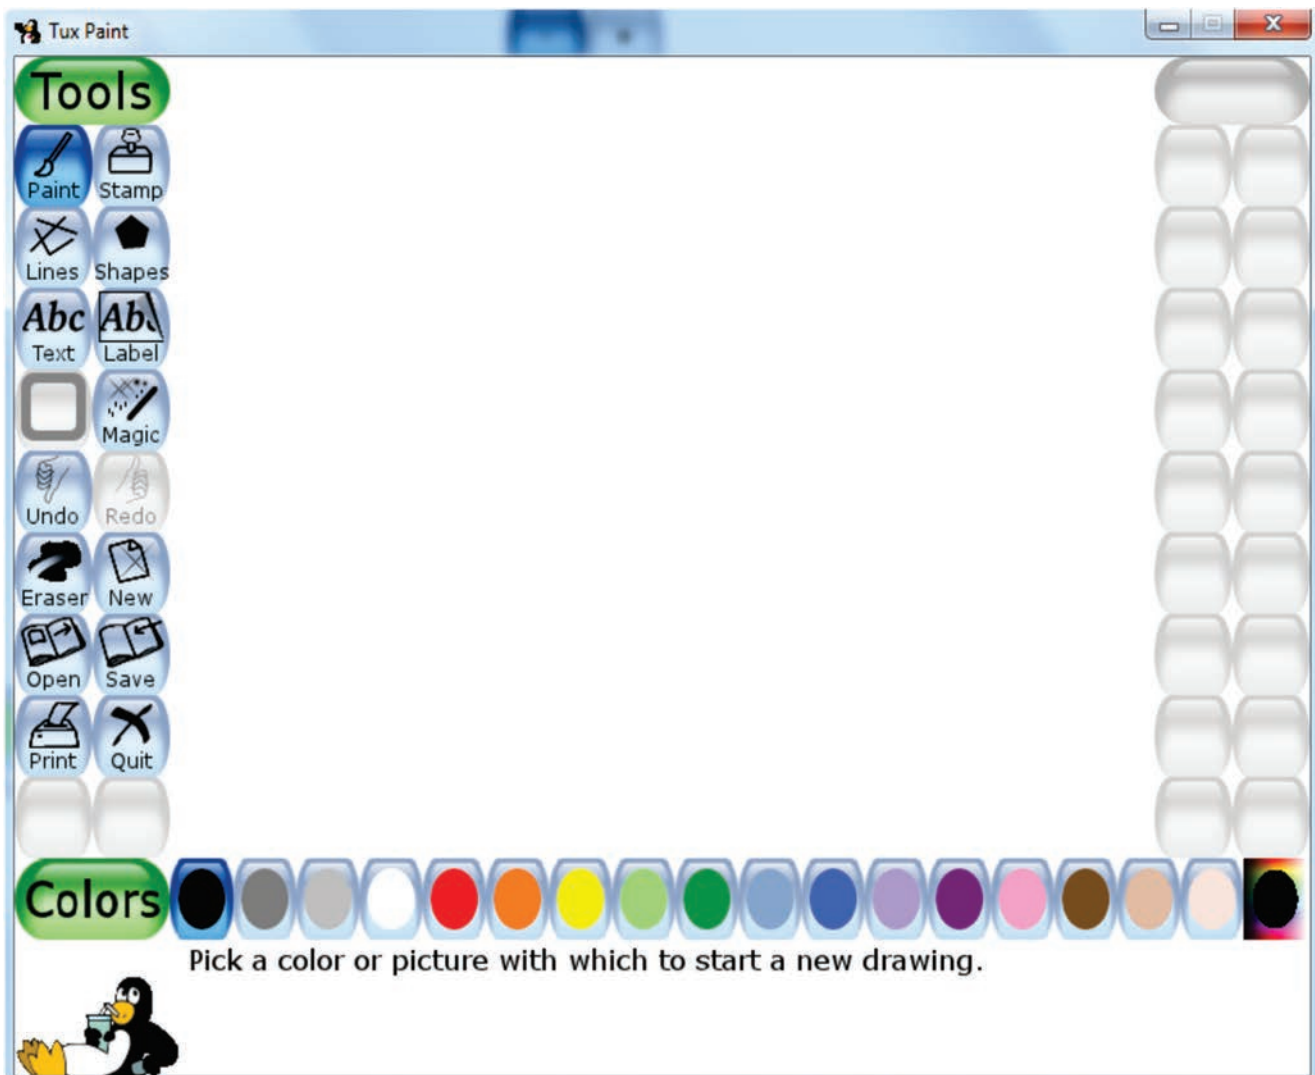 Tux Paint
Tools
Paint Stamp
Lines Shapes
Abc Abc
Text Label
Magic
Undo Redo
Eraser New
Open Save
Print Quit
Colors
Pick a color or picture with which to start a new drawing.